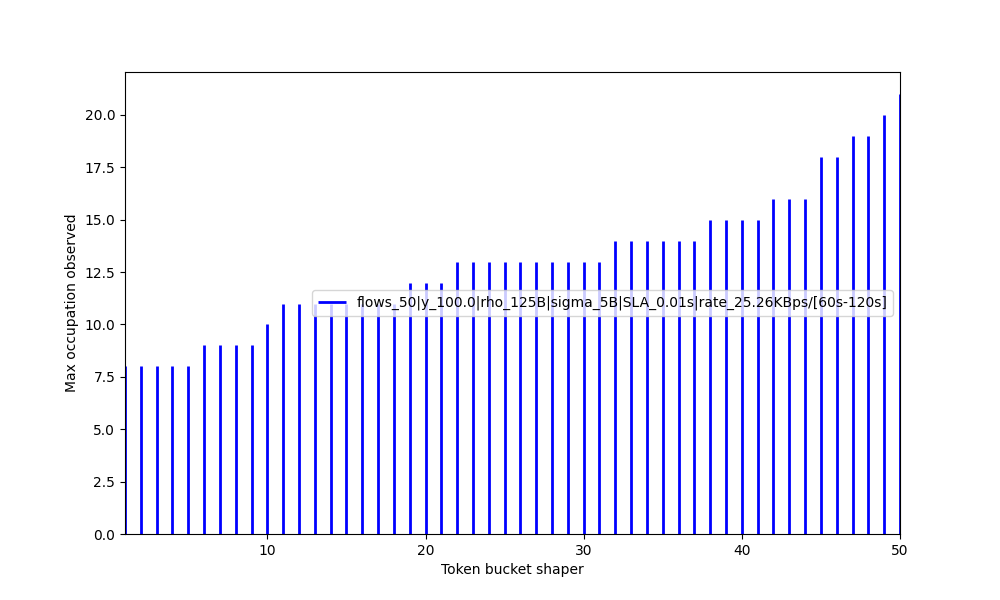 20.0
17.5
15.0
12.5
10.0
7.5
5.0
2.5
0.0
Max occupation observed
flows_50|y_100.0|rho_125B|sigma_5B|SLA_0.01s|rate_25.26KBps/[60s-120s]
10 20 30 40 50
Token bucket shaper